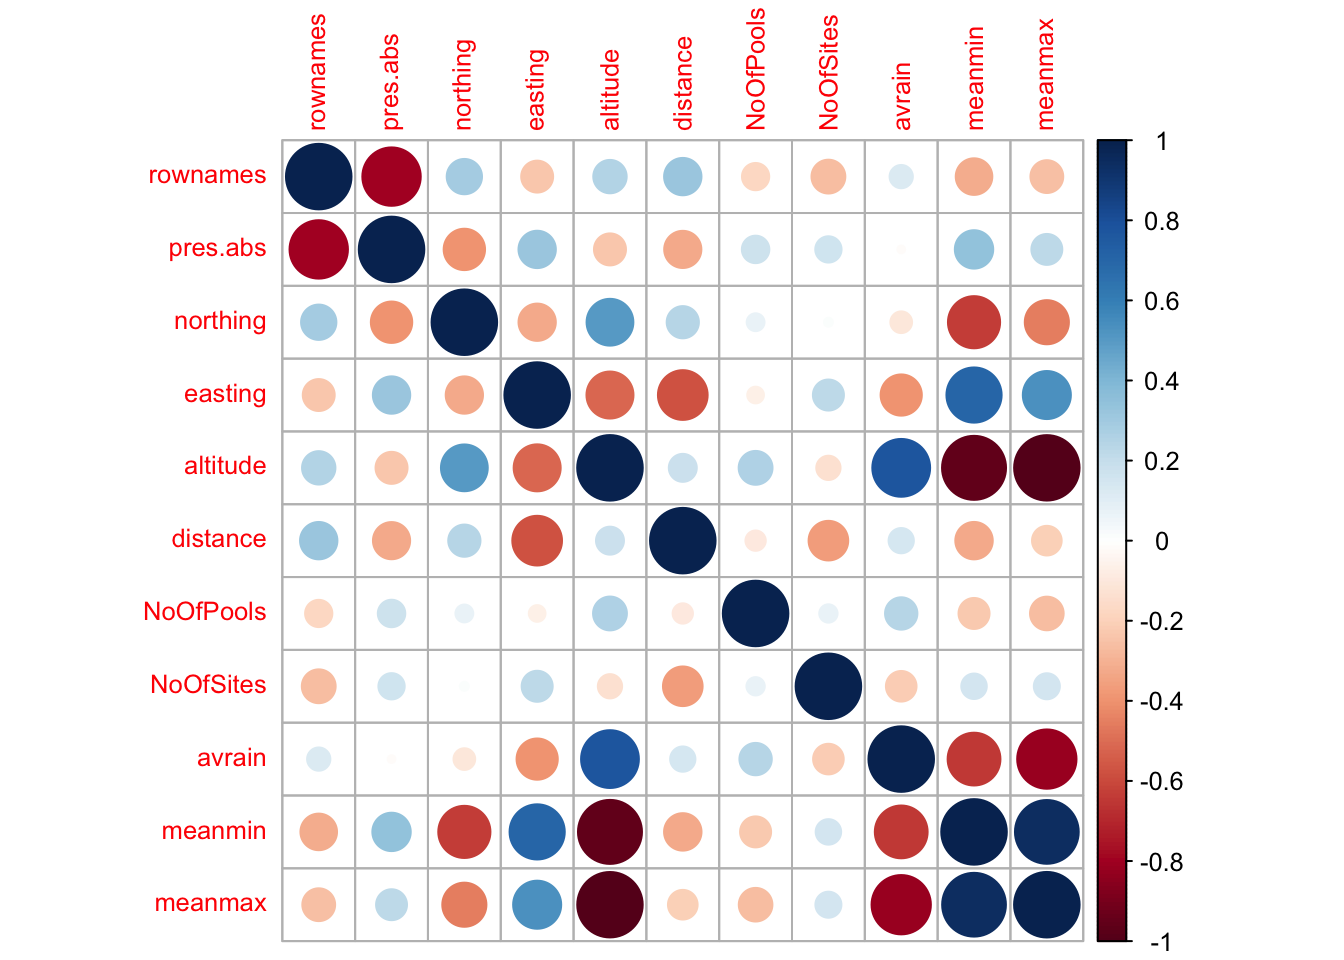 rownames
pres.abs
northing
easting
altitude
distance
NoOfPools
NoOfSites
avrain
meanmin
meanmax
rownames
pres.abs
northing
easting
altitude
distance
NoOfPools
NoOfSites
avrain
meanmin
meanmax
1
0.8
0.6
0.4
0.2
0
-0.2
-0.4
-0.6
-0.8
-1